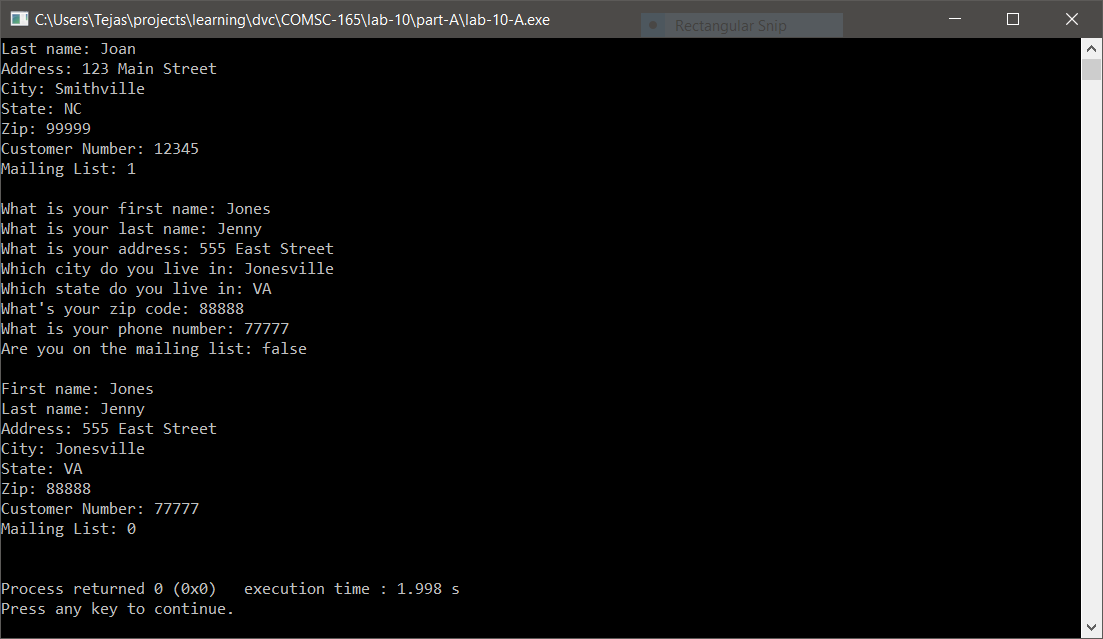 C:\Users\Tejas\projects\learning\dvc\COMSC-165\lab-10\part-A\lab-10-A.exe
Rectangular Snip
Last name: Joan
Address: 123 Main Street
City: Smithville
State: NC
Zip: 99999
Customer Number: 12345
Mailing List: 1
What is your first name: Jones
What is your last name: Jenny
What is your address: 555 East Street
Which city do you live in: Jonesville
Which state do you live in: VA
What's your zip code: 88888
What is your phone number: 77777
Are you on the mailing list: false
First name: Jones
Last name: Jenny
Address: 555 East Street
City: Jonesville
State: VA
Zip: 88888
Customer Number: 77777
Mailing List: 0
Process returned 0 (0x0)   execution time : 1.998 s
Press any key to continue.